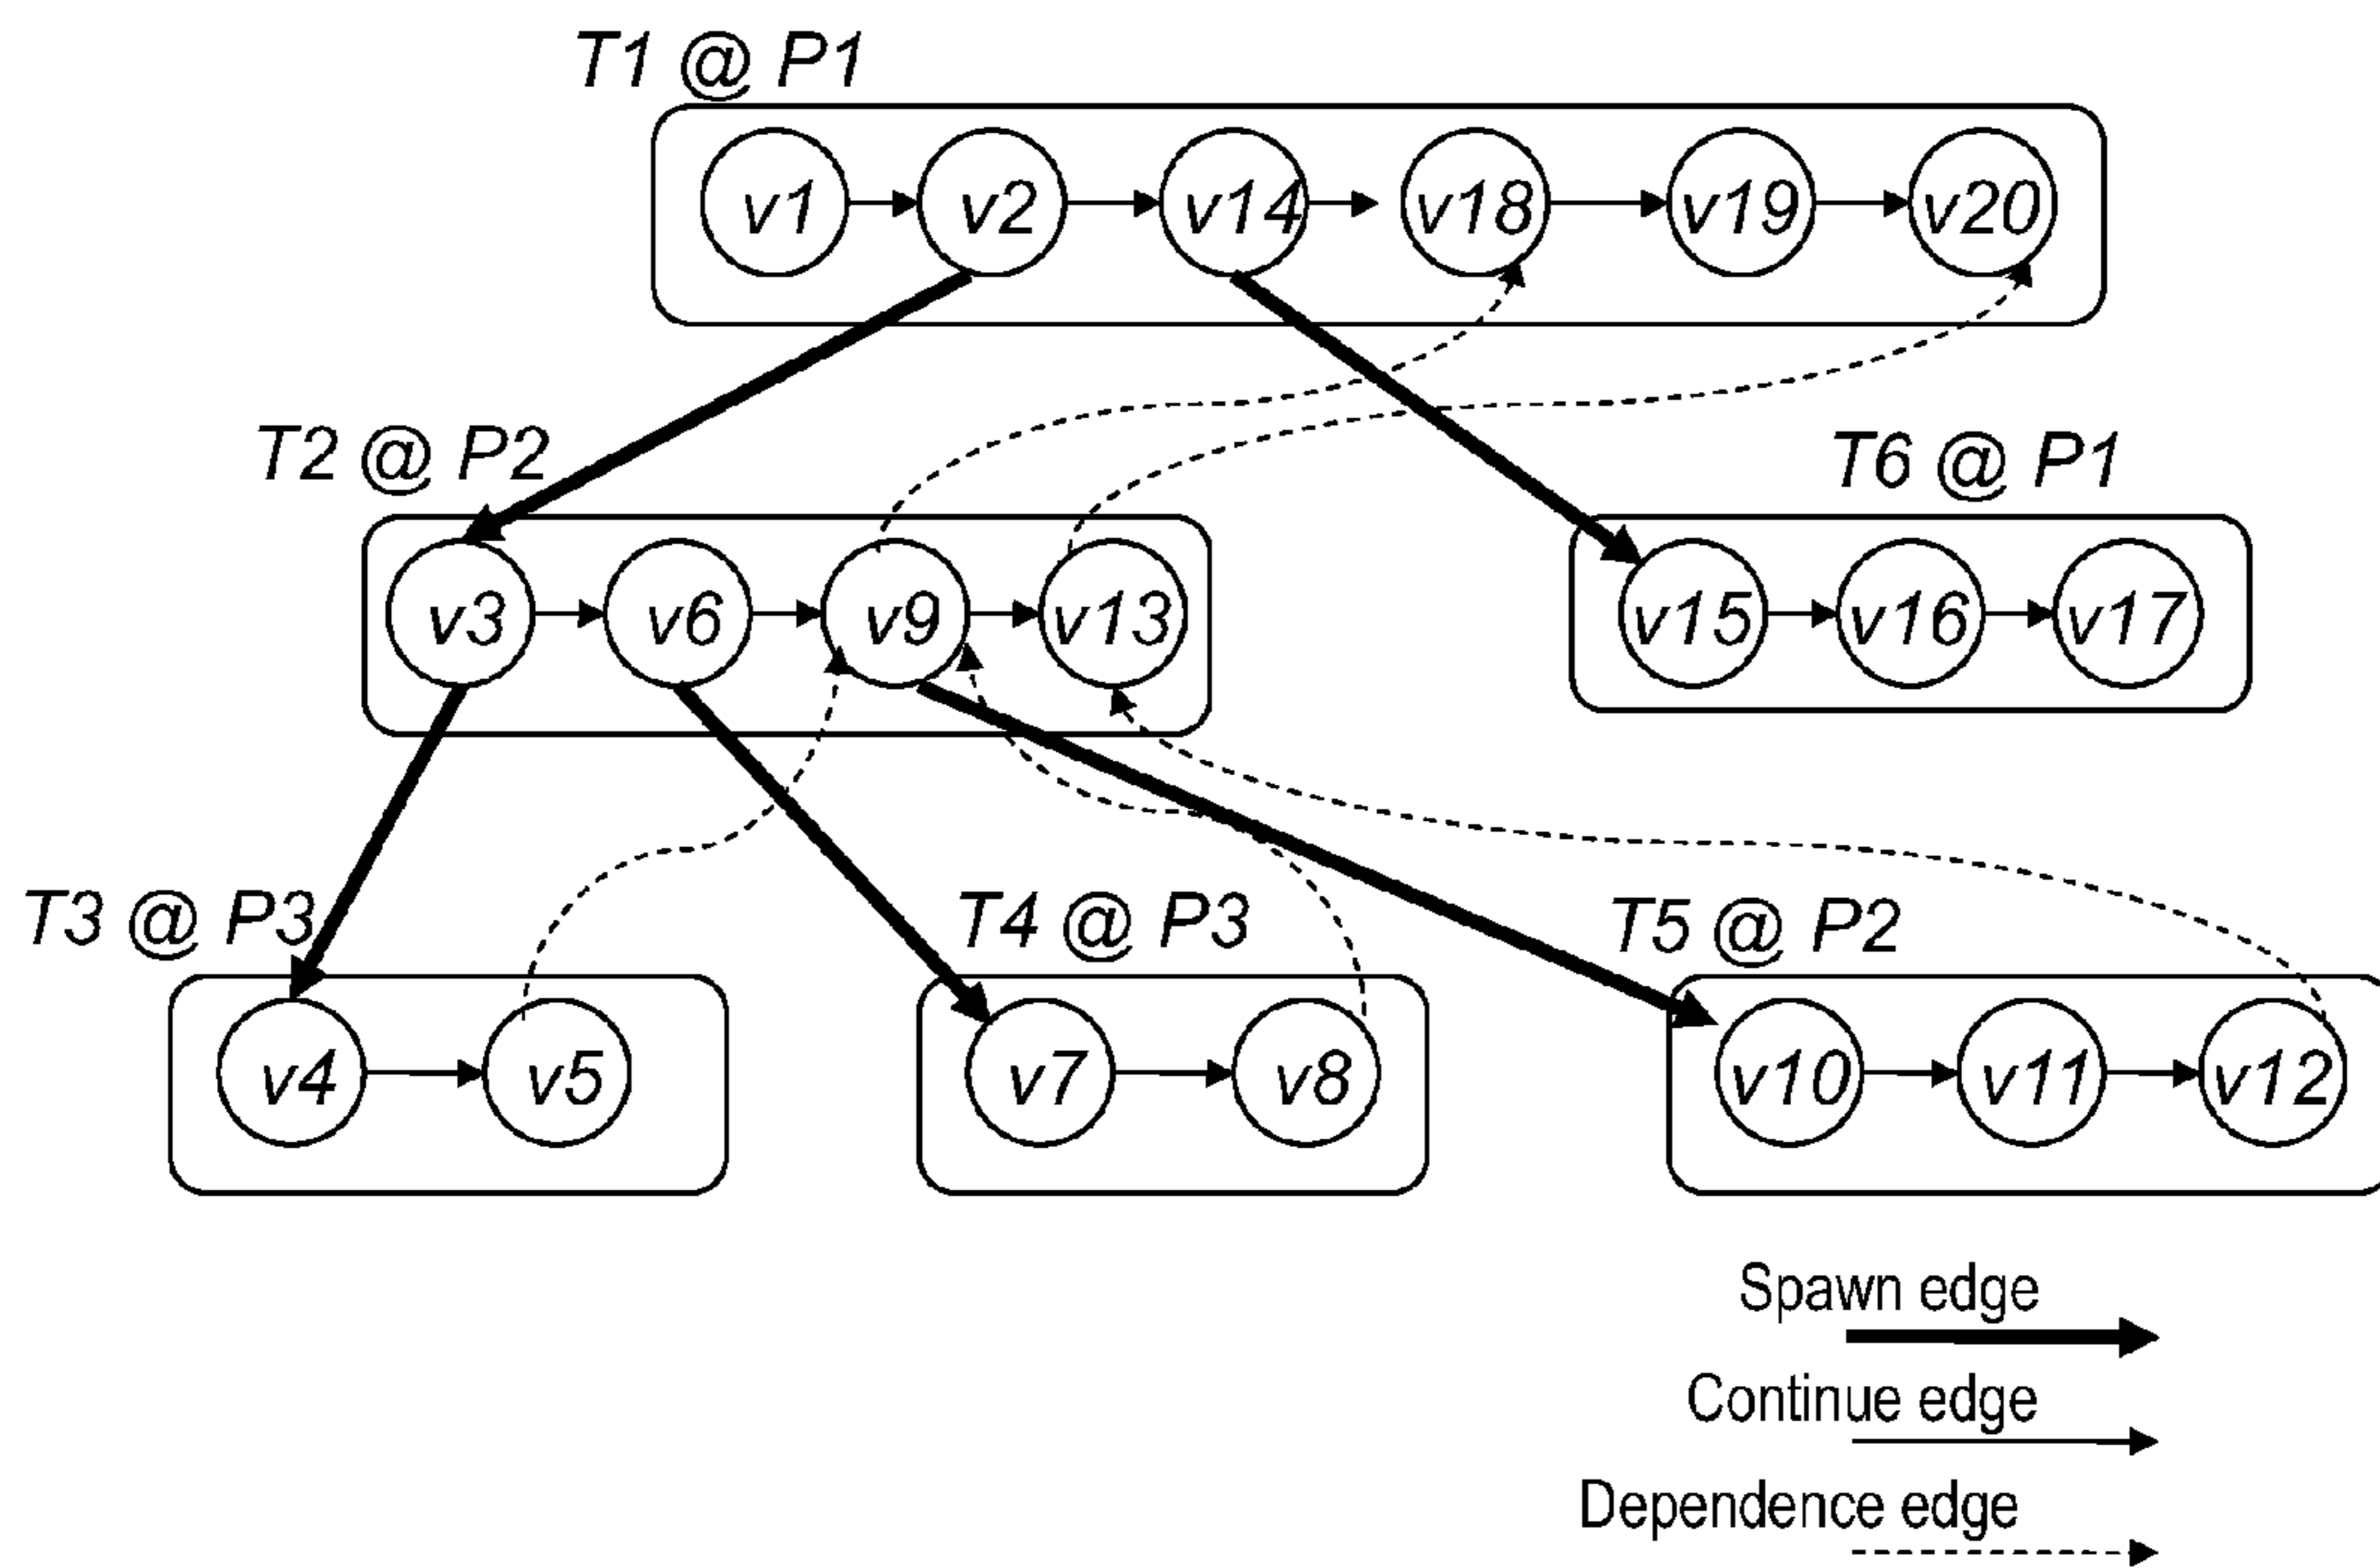 T1 @ P1
v1 v2 v14 v18 v19 v20
T2 @ P2
T6 @ P1
v3 v6 v9 v13
v15 v16 v17
T3 @ P3
T4 @ P3
T5 @ P2
v4 v5
v7 v8
v10 v11 v12
Spawn edge
Continue edge
Dependence edge